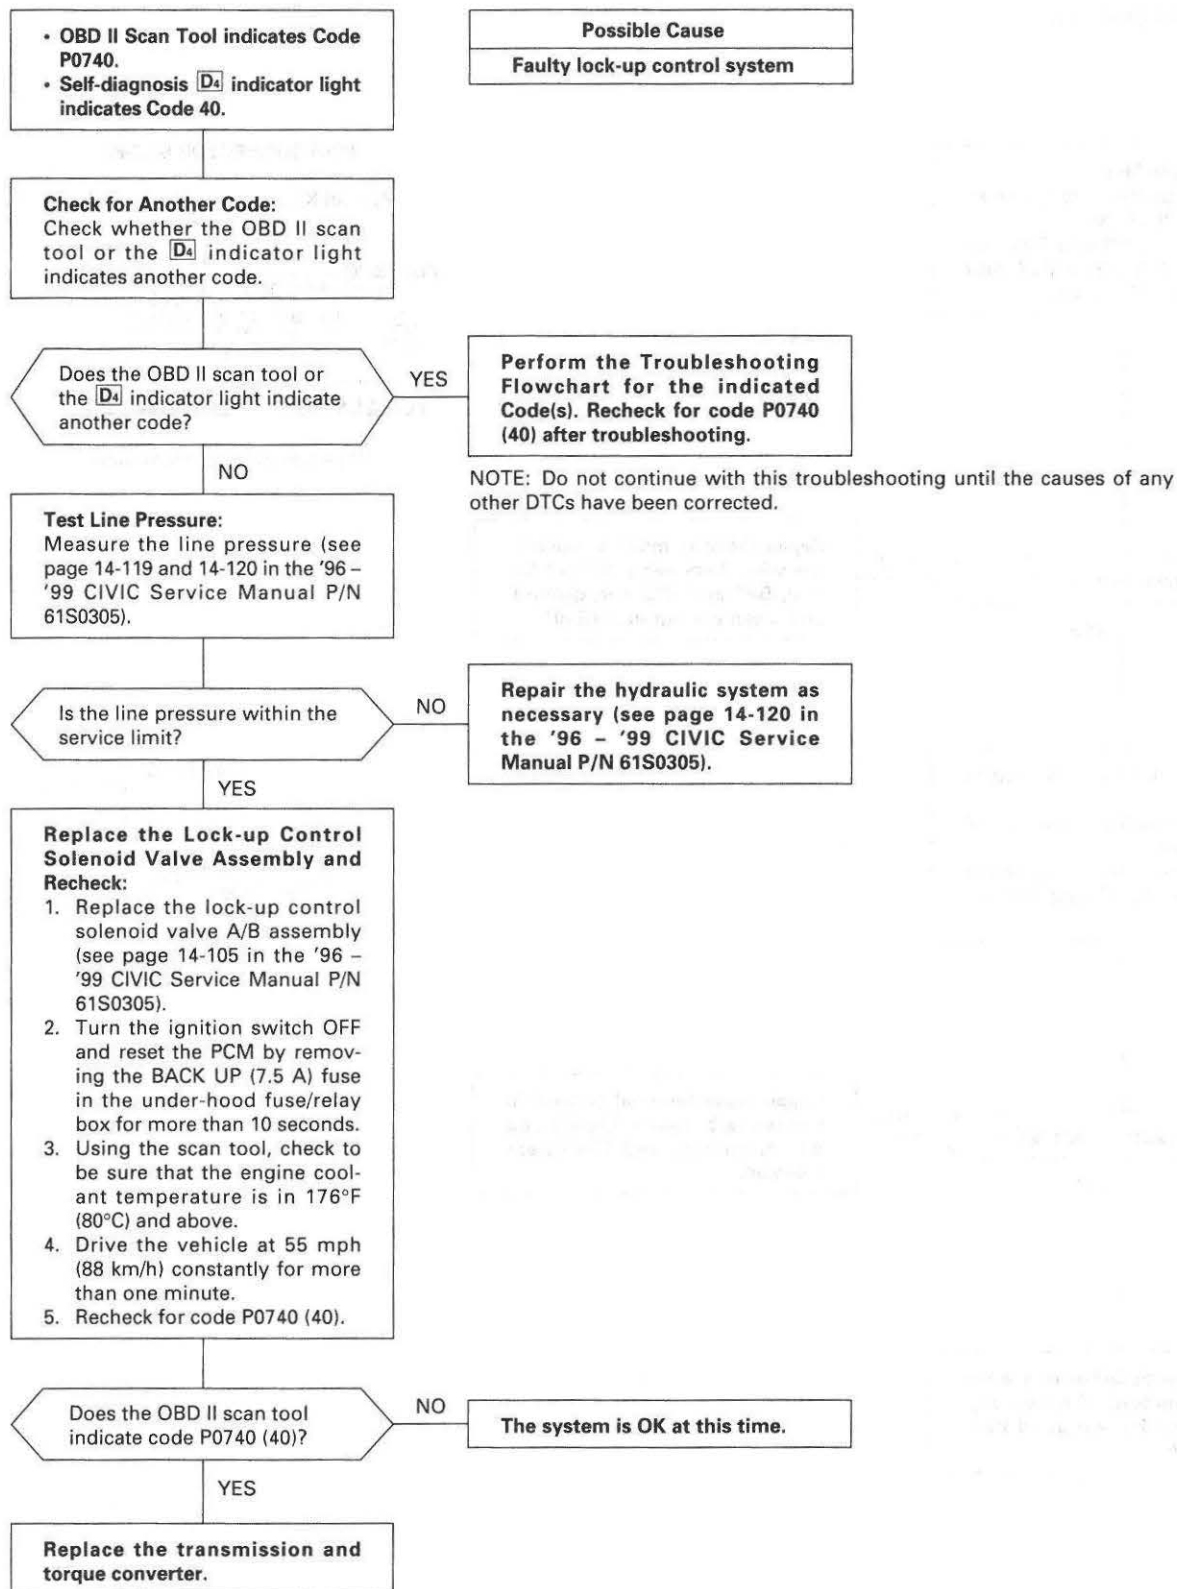 • OBD II Scan Tool indicates Code
P0740.
• Self-diagnosis D4 indicator light
indicates Code 40.
Possible Cause
Faulty lock-up control system
Check for Another Code:
Check whether the OBD II scan
tool or the D4 indicator light
indicates another code.
Does the OBD II scan tool or
the D4 indicator light indicate
another code?
YES
Perform the Troubleshooting
Flowchart for the indicated
Code(s). Recheck for code P0740
(40) after troubleshooting.
NO
NOTE: Do not continue with this troubleshooting until the causes of any
other DTCs have been corrected.
Test Line Pressure:
Measure the line pressure (see
page 14-119 and 14-120 in the '96 –
'99 CIVIC Service Manual P/N
61S0305).
Is the line pressure within the
service limit?
NO
Repair the hydraulic system as
necessary (see page 14-120 in
the '96 – '99 CIVIC Service
Manual P/N 61S0305).
YES
Replace the Lock-up Control
Solenoid Valve Assembly and
Recheck:
1. Replace the lock-up control
solenoid valve A/B assembly
(see page 14-105 in the '96 –
'99 CIVIC Service Manual P/N
61S0305).
2. Turn the ignition switch OFF
and reset the PCM by remov-
ing the BACK UP (7.5 A) fuse
in the under-hood fuse/relay
box for more than 10 seconds.
3. Using the scan tool, check to
be sure that the engine cool-
ant temperature is in 176°F
(80°C) and above.
4. Drive the vehicle at 55 mph
(88 km/h) constantly for more
than one minute.
5. Recheck for code P0740 (40).
Does the OBD II scan tool
indicate code P0740 (40)?
NO
The system is OK at this time.
YES
Replace the transmission and
torque converter.